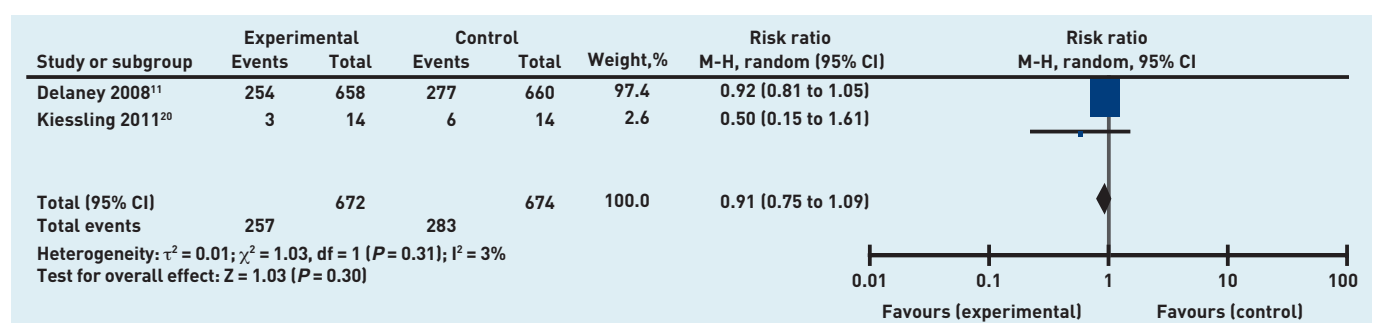 Experimental Control Risk ratio Risk ratio
Study or subgroup Events Total Events Total Weight,% M-H, random (95% CI) M-H, random, 95% CI
Delaney 2008¹¹ 254 658 277 660 97.4 0.92 (0.81 to 1.05)
Kiessling 2011²⁰ 3 14 6 14 2.6 0.50 (0.15 to 1.61)
Total (95% CI) 672 674 100.0 0.91 (0.75 to 1.09)
Total events 257 283
Heterogeneity: τ² = 0.01; χ² = 1.03, df = 1 (P = 0.31); I² = 3%
Test for overall effect: Z = 1.03 (P = 0.30)
0.01 0.1 1 10 100
Favours (experimental) Favours (control)